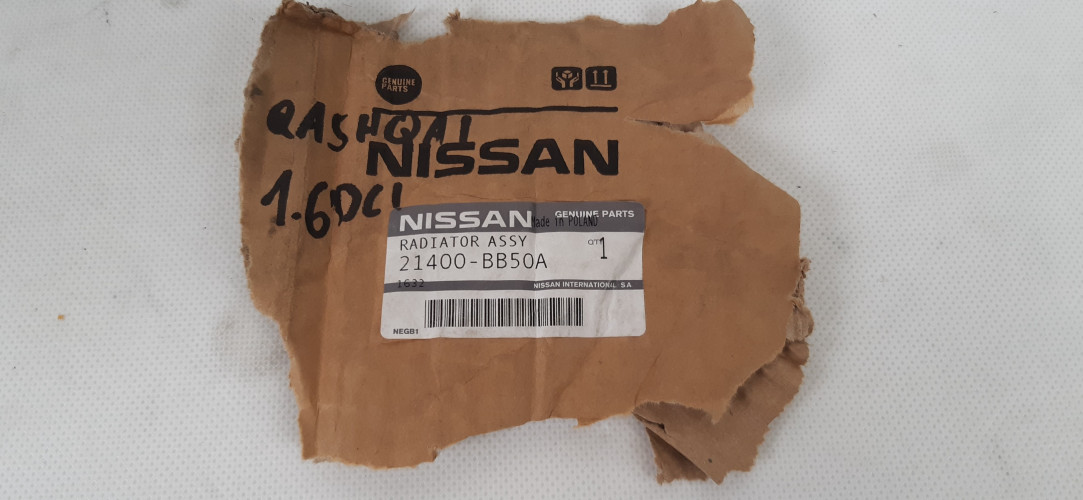 GENUINE
PARTS
QASHQAI
NISSAN
1.6DCI
NISSAN
GENUINE PARTS
Made in POLAND
RADIATOR ASSY
QTY
1
21400-BB50A
1632
NISSAN INTERNATIONAL SA
NEGB1